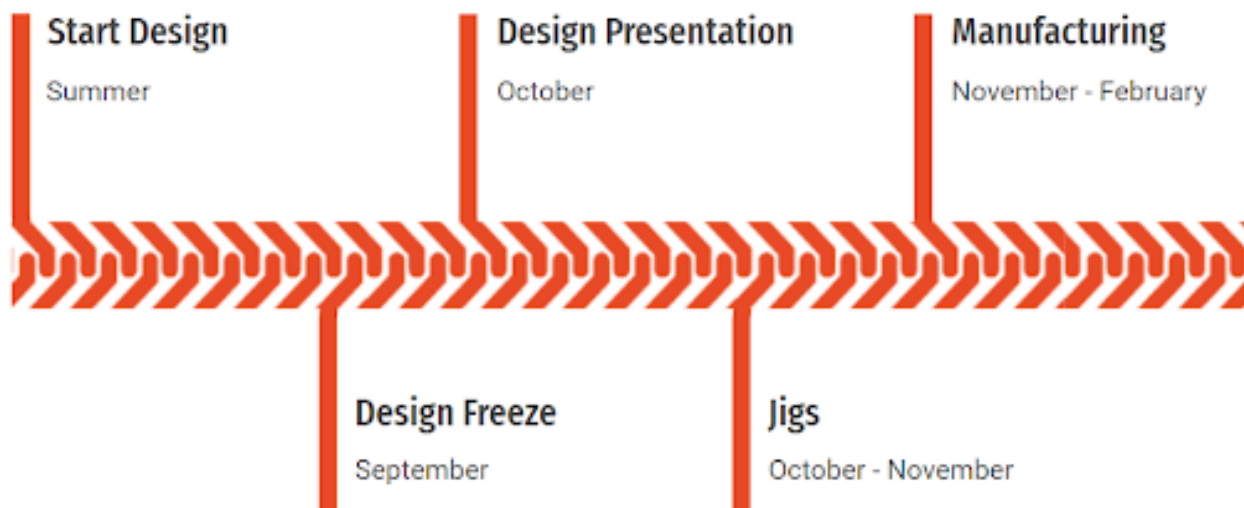 Start Design
Summer
Design Presentation
October
Manufacturing
November - February
Design Freeze
September
Jigs
October - November